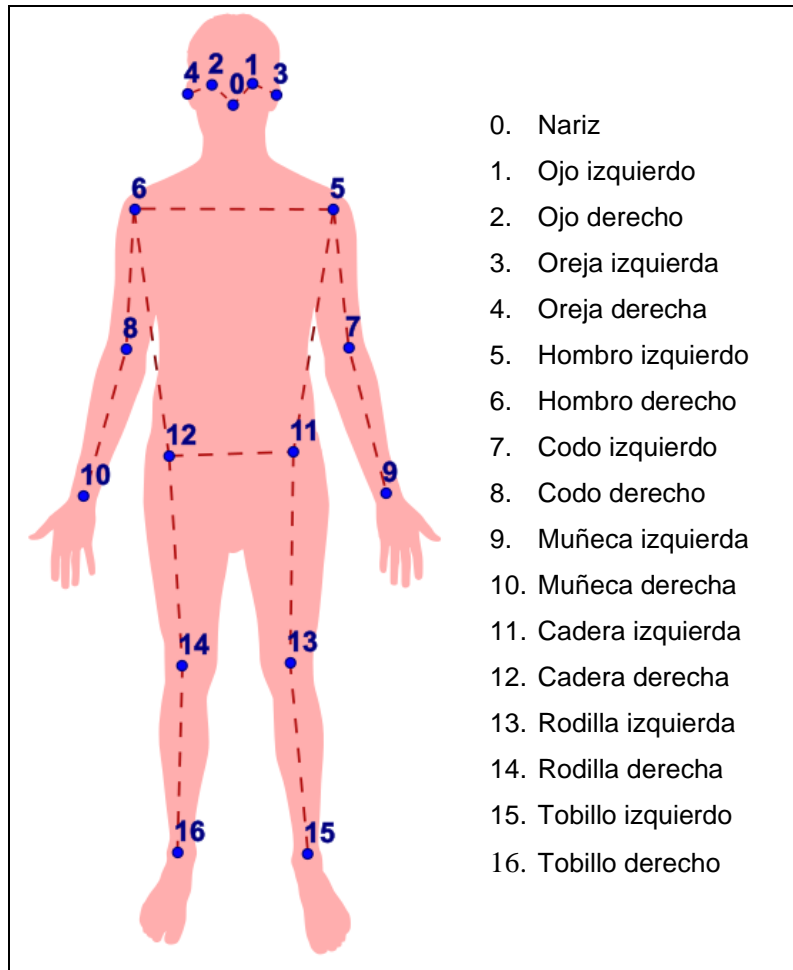 2
1
4
0
3
6
5
8
7
12
11
10
9
14
13
16
15
0. Nariz
1. Ojo izquierdo
2. Ojo derecho
3. Oreja izquierda
4. Oreja derecha
5. Hombro izquierdo
6. Hombro derecho
7. Codo izquierdo
8. Codo derecho
9. Muñeca izquierda
10. Muñeca derecha
11. Cadera izquierda
12. Cadera derecha
13. Rodilla izquierda
14. Rodilla derecha
15. Tobillo izquierdo
16. Tobillo derecho